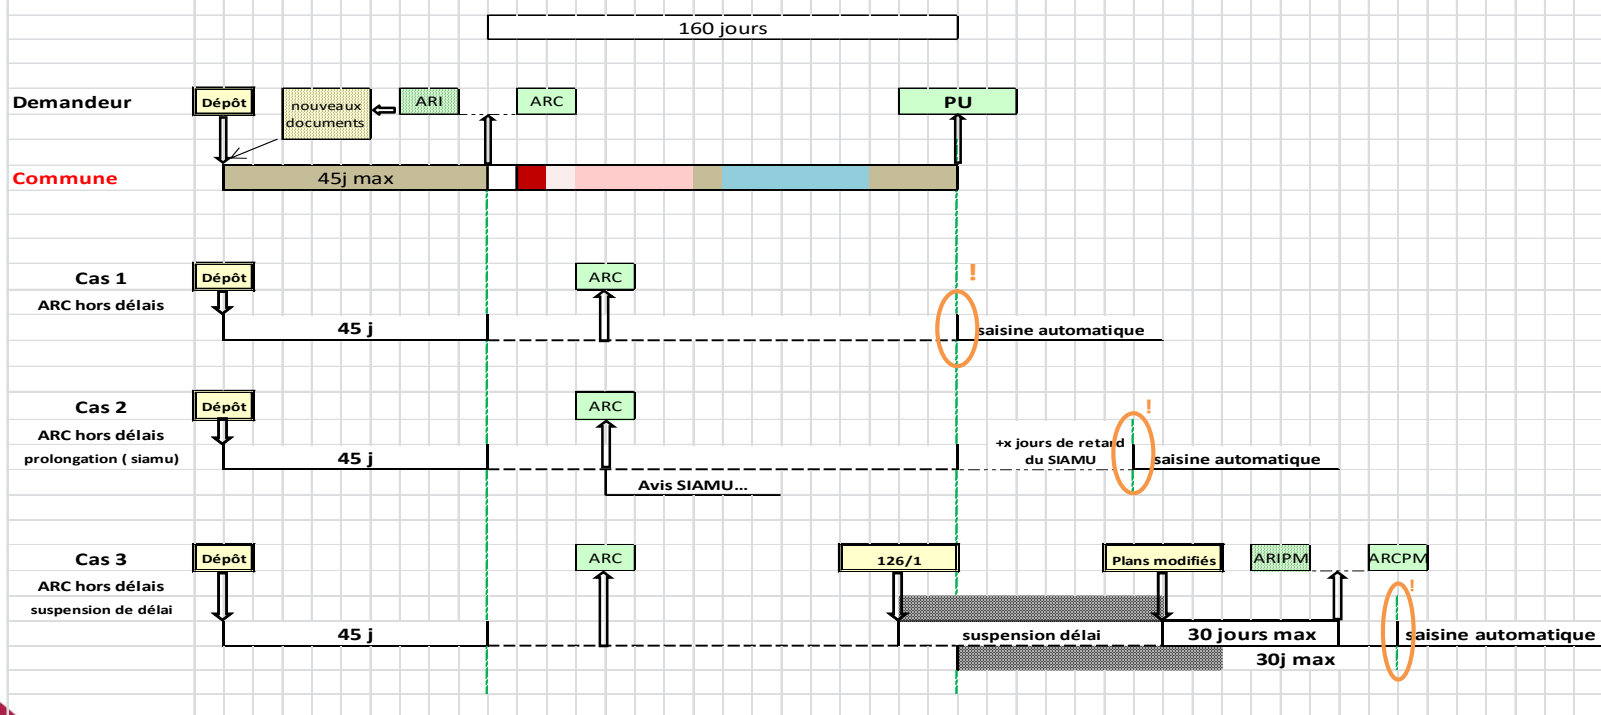 160 jours
Demandeur
Dépôt
nouveaux
documents
ARI
ARC
PU
Commune
45j max
Cas 1
ARC hors délais
Dépôt
45 j
ARC
!
saisine automatique
Cas 2
ARC hors délais
prolongation ( siamu)
Dépôt
45 j
ARC
Avis SIAMU...
+x jours de retard
du SIAMU
!
saisine automatique
Cas 3
ARC hors délais
suspension de délai
Dépôt
45 j
ARC
126/1
suspension délai
Plans modifiés
30 jours max
30j max
ARIPM
ARCPM
!
saisine automatique